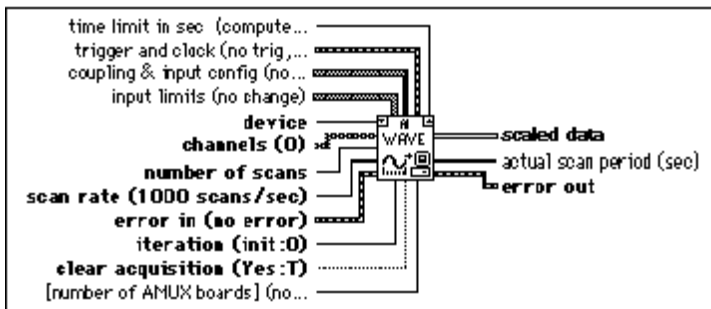 time limit in sec (compute...
trigger and clock (no trig,...
coupling & input config (no...
input limits (no change)
device
channels (0)
number of scans
scan rate (1000 scans/sec)
error in (no error)
iteration (init:0)
clear acquisition (Yes:T)
[number of AMUX boards] (no...
AI
WAVE
scaled data
actual scan period (sec)
error out